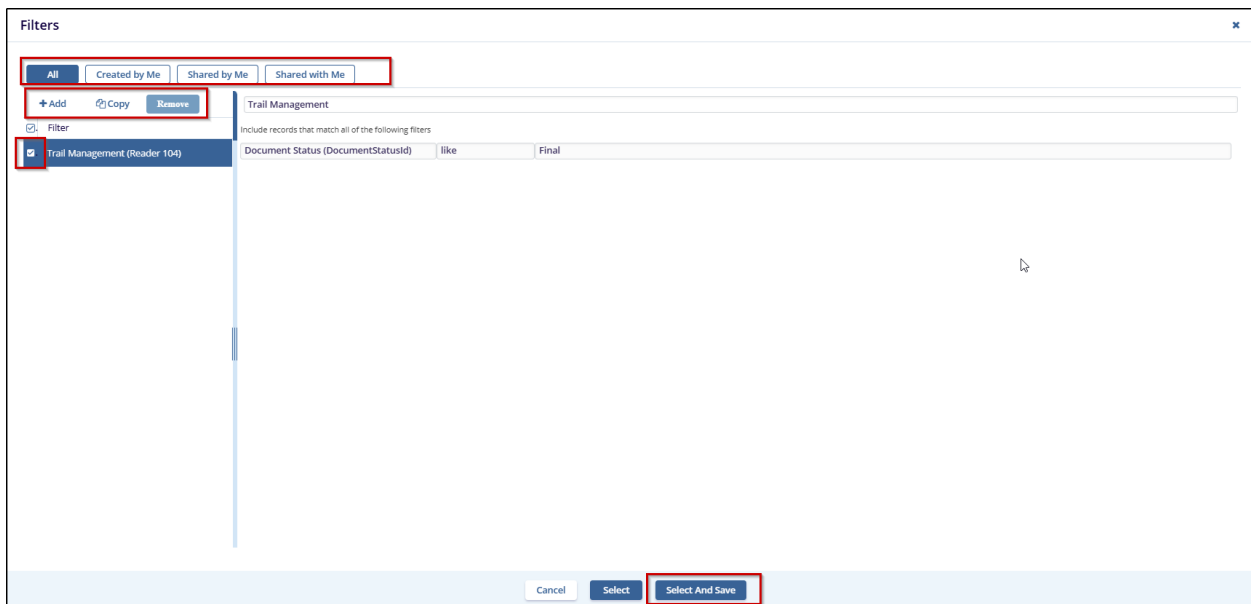 Filters
All Created by Me Shared by Me Shared with Me
Add Copy Remove
Trail Management
Filter
Include records that match all of the following filters
Trail Management (Reader 104)
Document Status (DocumentStatusId) like Final
Cancel Select Select And Save